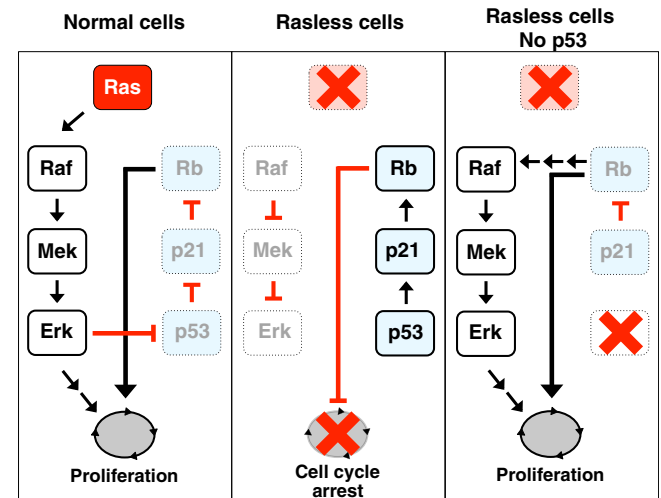 Normal cells
Rasless cells
Rasless cells
No p53
Ras
Raf
Rb
Mek
p21
Erk
p53
Proliferation
Raf
Rb
Mek
p21
Erk
p53
Cell cycle
arrest
Raf
Rb
Mek
p21
Erk
Proliferation